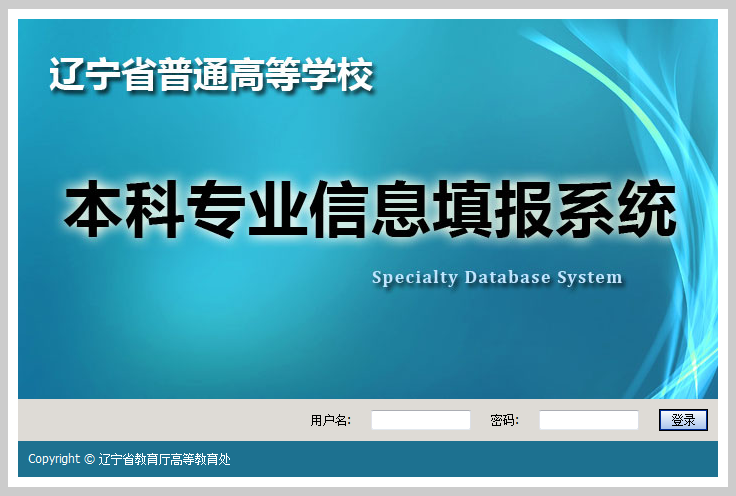 辽宁省普通高等学校
本科专业信息填报系统
Specialty Database System
用户名: 密码: 登录
Copyright © 辽宁省教育厅高等教育处